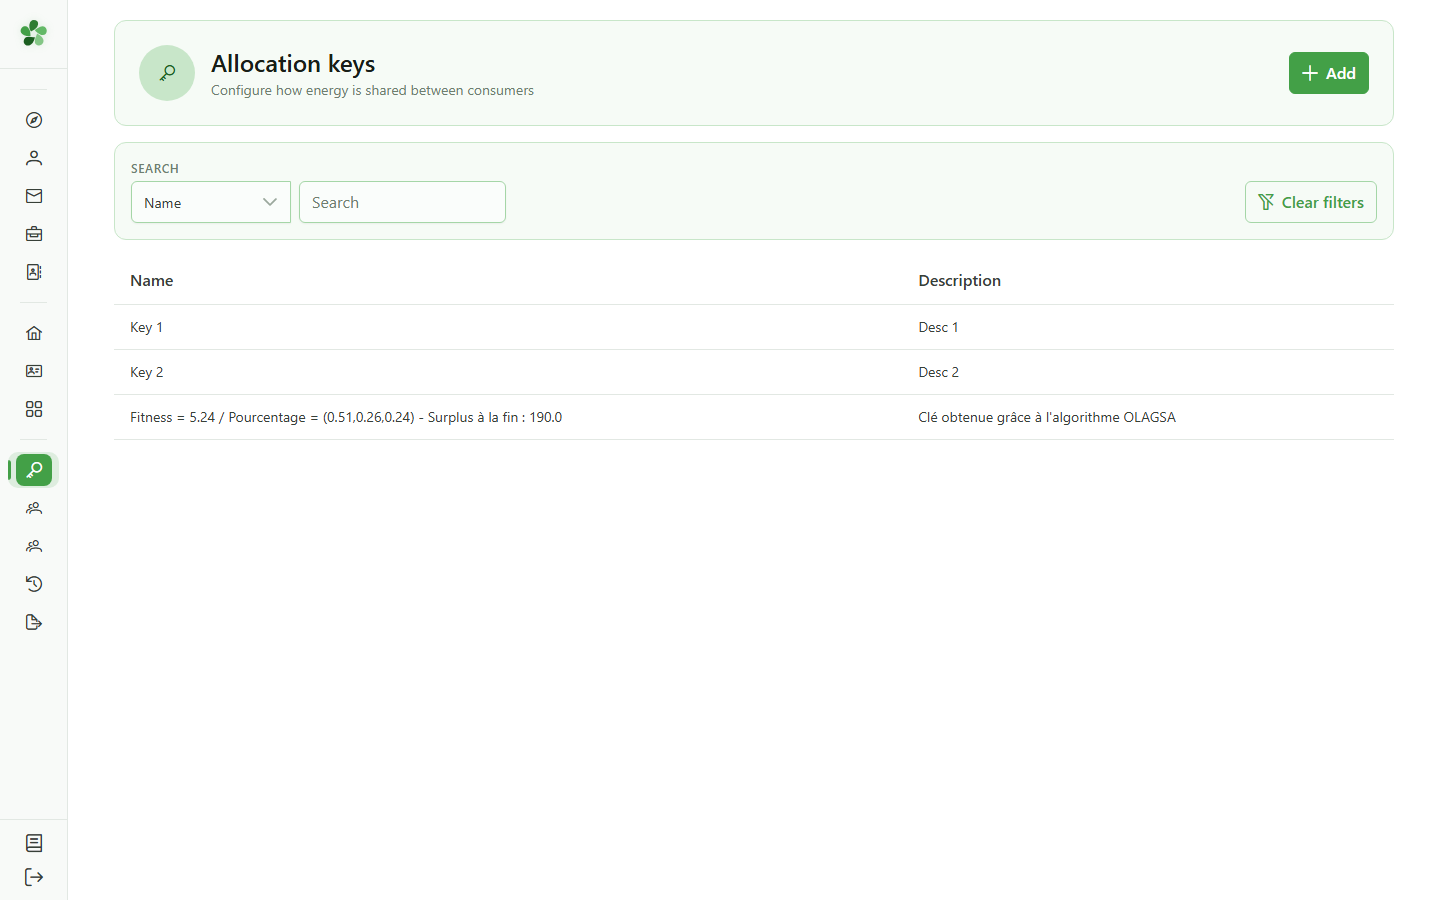 Allocation keys
Configure how energy is shared between consumers
Add
SEARCH
Name
Search
Clear filters
Name Description
Key 1 Desc 1
Key 2 Desc 2
Fitness = 5.24 / Pourcentage = (0.51,0.26,0.24) - Surplus à la fin : 190.0 Clé obtenue grâce à l'algorithme OLAGSA